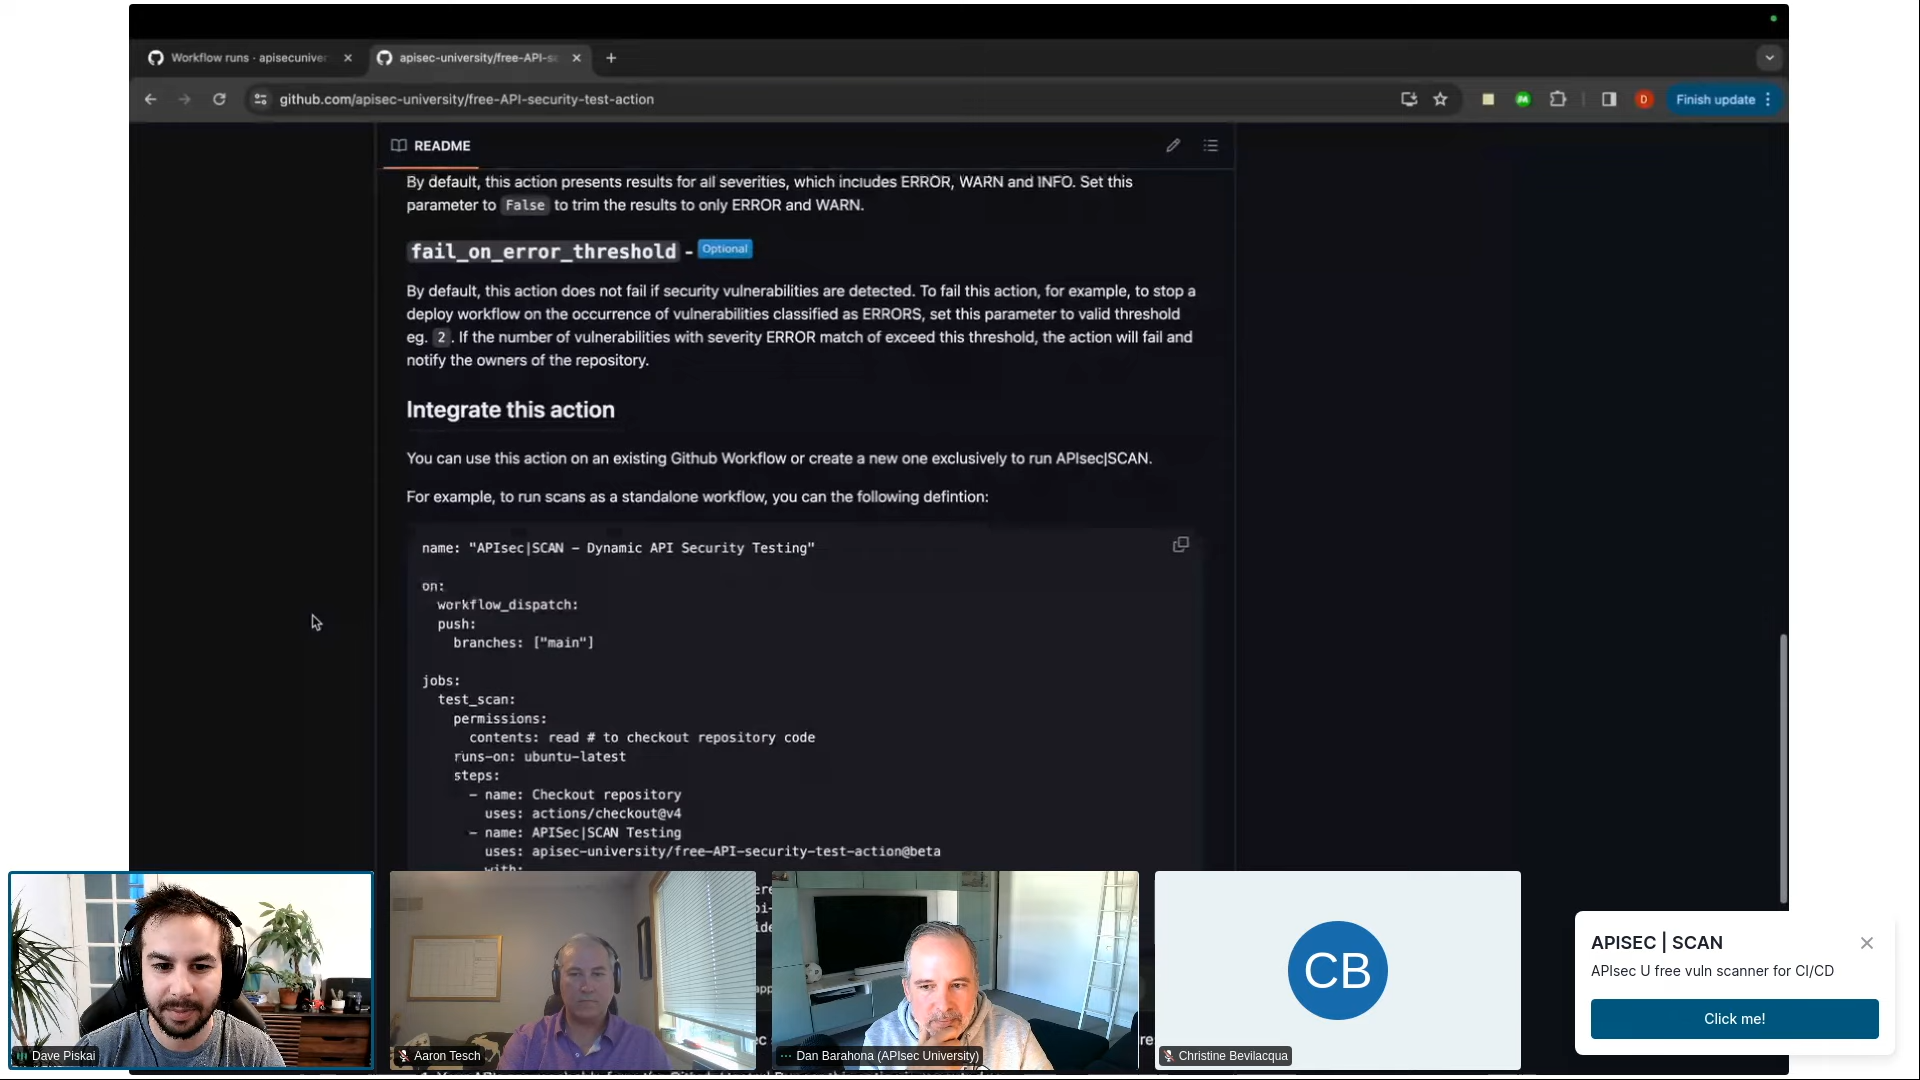 Workflow runs · apisecuniver
apisec-university/free-API-s
github.com/apisec-university/free-API-security-test-action
D
Finish update
README
By default, this action presents results for all severities, which includes ERROR, WARN and INFO. Set this
parameter to False to trim the results to only ERROR and WARN.
fail_on_error_threshold - Optional
By default, this action does not fail if security vulnerabilities are detected. To fail this action, for example, to stop a
deploy workflow on the occurrence of vulnerabilities classified as ERRORS, set this parameter to valid threshold
eg. 2. If the number of vulnerabilities with severity ERROR match of exceed this threshold, the action will fail and
notify the owners of the repository.
Integrate this action
You can use this action on an existing Github Workflow or create a new one exclusively to run APIsec|SCAN.
For example, to run scans as a standalone workflow, you can the following defintion:
name: "APIsec|SCAN – Dynamic API Security Testing"
on:
workflow_dispatch:
push:
branches: ["main"]
jobs:
test_scan:
permissions:
contents: read # to checkout repository code
runs-on: ubuntu-latest
steps:
- name: Checkout repository
uses: actions/checkout@v4
- name: APISec|SCAN Testing
uses: apisec-university/free-API-security-test-action@beta
with:
Dave Piskai
Aaron Tesch
Dan Barahona (APIsec University)
CB
Christine Bevilacqua
APISEC | SCAN
APIsec U free vuln scanner for CI/CD
Click me!